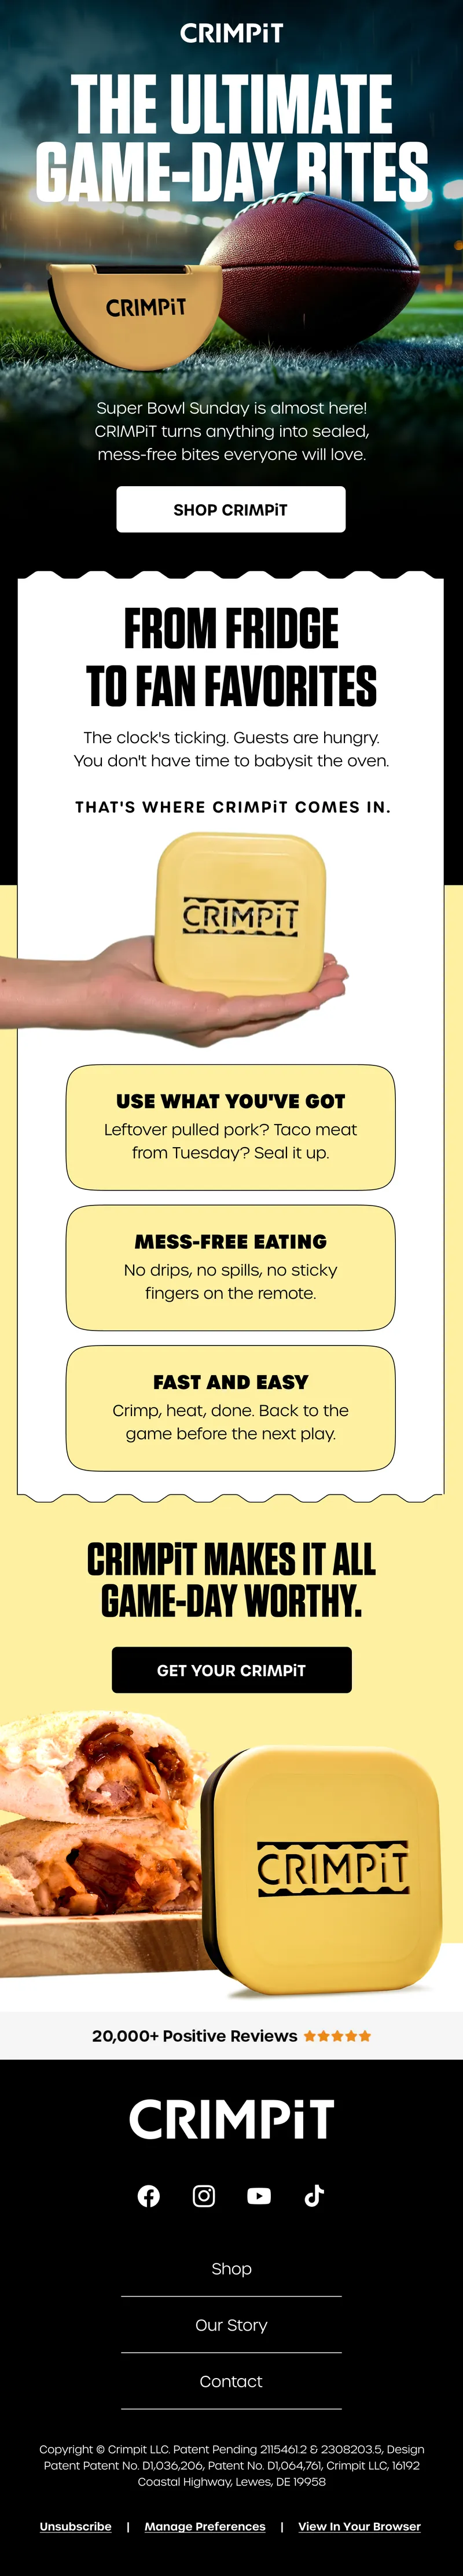 CRIMPiT
THE ULTIMATE
GAME-DAY BITES
CRIMPiT
Super Bowl Sunday is almost here!
CRIMPiT turns anything into sealed,
mess-free bites everyone will love.
SHOP CRIMPiT
FROM FRIDGE
TO FAN FAVORITES
The clock's ticking. Guests are hungry.
You don't have time to babysit the oven.
THAT'S WHERE CRIMPiT COMES IN.
CRIMPiT
USE WHAT YOU'VE GOT
Leftover pulled pork? Taco meat
from Tuesday? Seal it up.
MESS-FREE EATING
No drips, no spills, no sticky
fingers on the remote.
FAST AND EASY
Crimp, heat, done. Back to the
game before the next play.
CRIMPiT MAKES IT ALL
GAME-DAY WORTHY.
GET YOUR CRIMPiT
CRIMPiT
20,000+ Positive Reviews
CRIMPiT
Shop
Our Story
Contact
Copyright © Crimpit LLC. Patent Pending 2115461.2 & 2308203.5, Design
Patent Patent No. D1,036,206, Patent No. D1,064,761, Crimpit LLC, 16192
Coastal Highway, Lewes, DE 19958
Unsubscribe | Manage Preferences | View In Your Browser